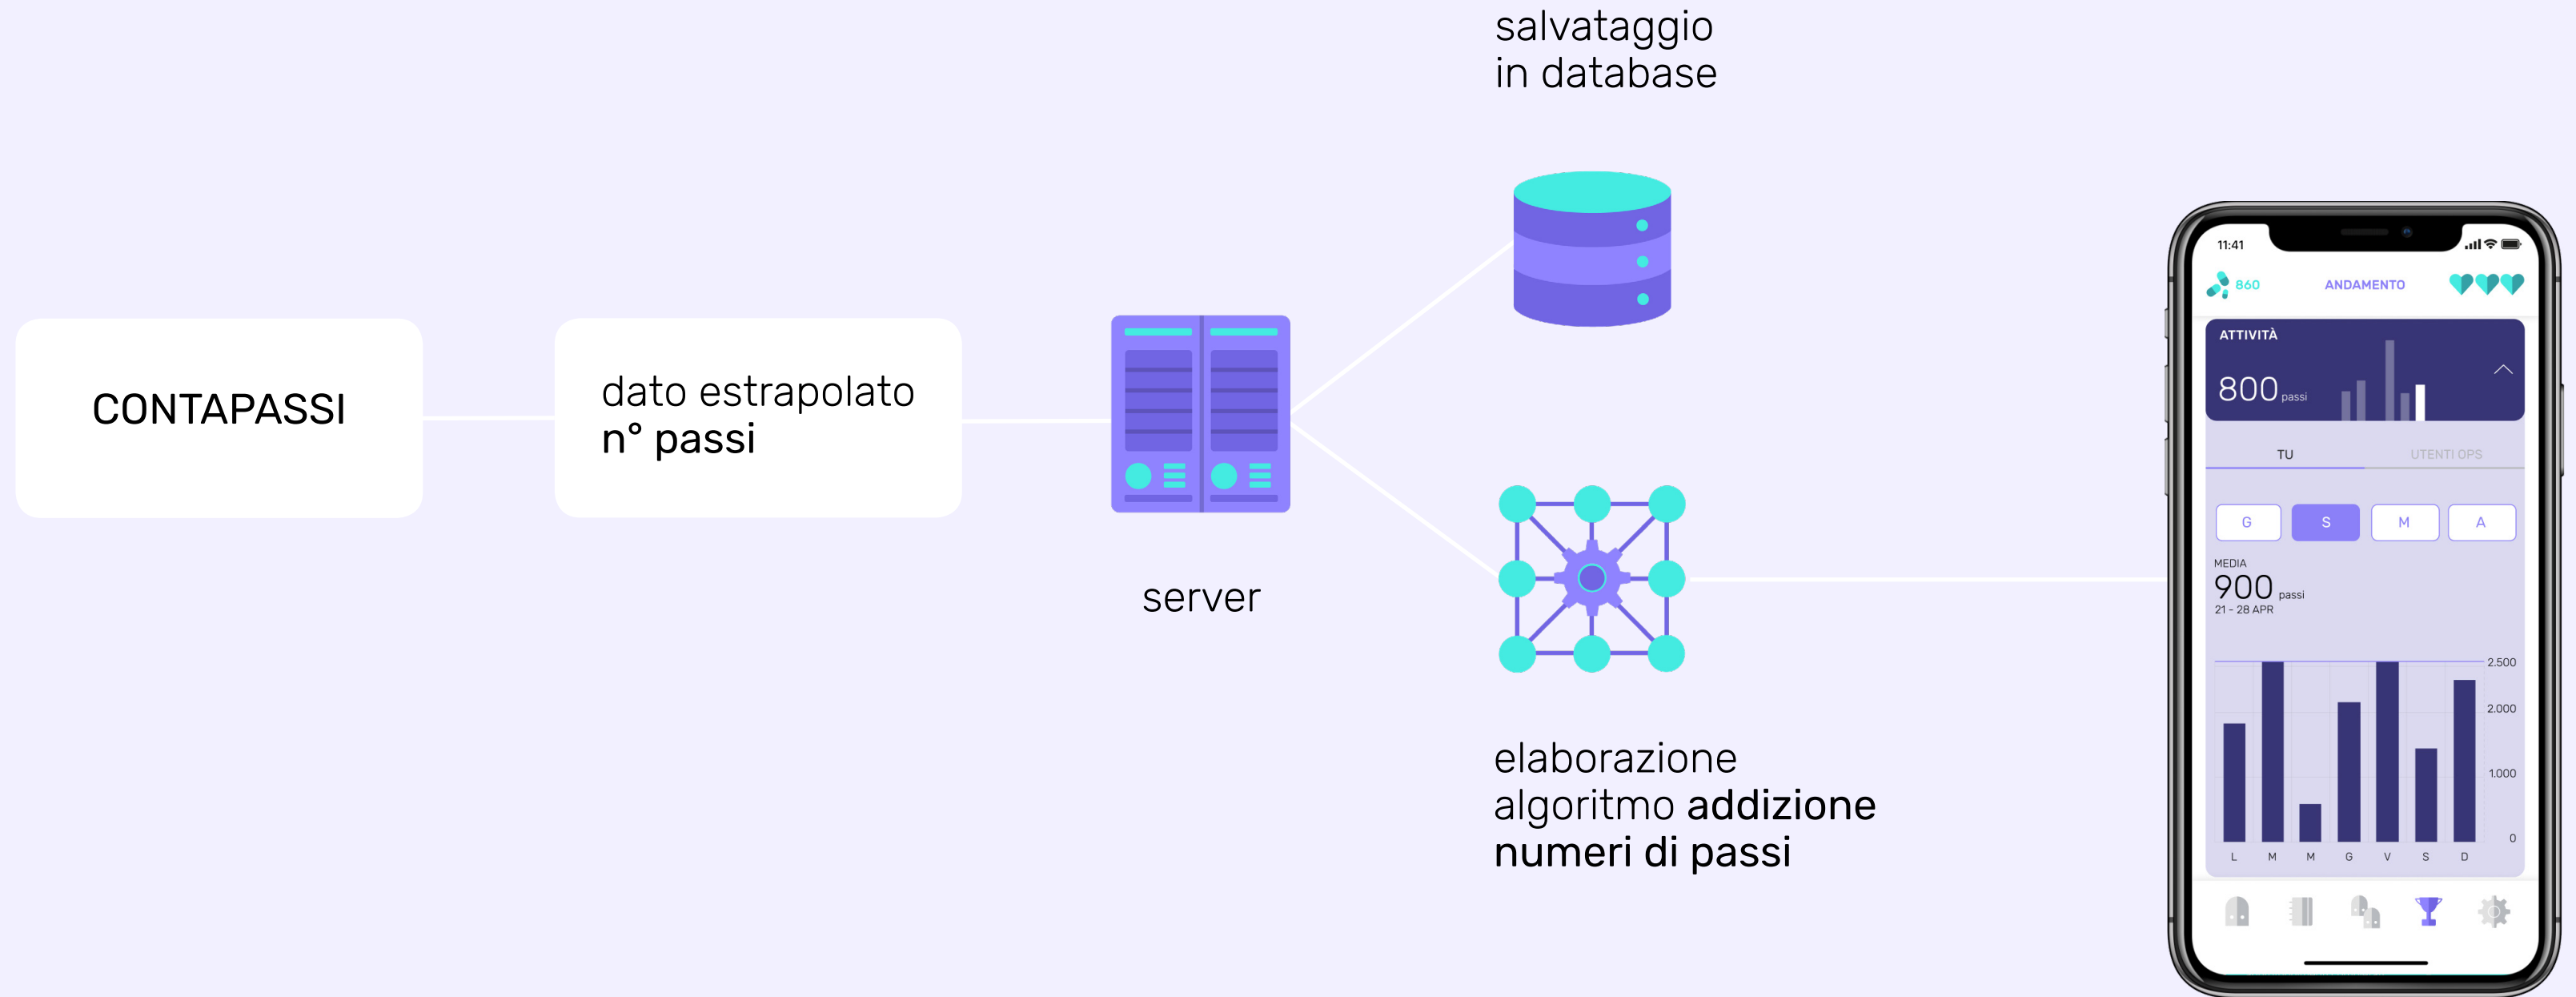 salvataggio
in database
CONTAPASSI
dato estrapolato
n° passi
server
elaborazione
algoritmo addizione
numeri di passi
11:41
860
ANDAMENTO
ATTIVITÀ
800 passi
TU
UTENTI OPS
G
S
M
A
MEDIA
900 passi
21 - 28 APR
2.500
2.000
1.000
0
L M M G V S D